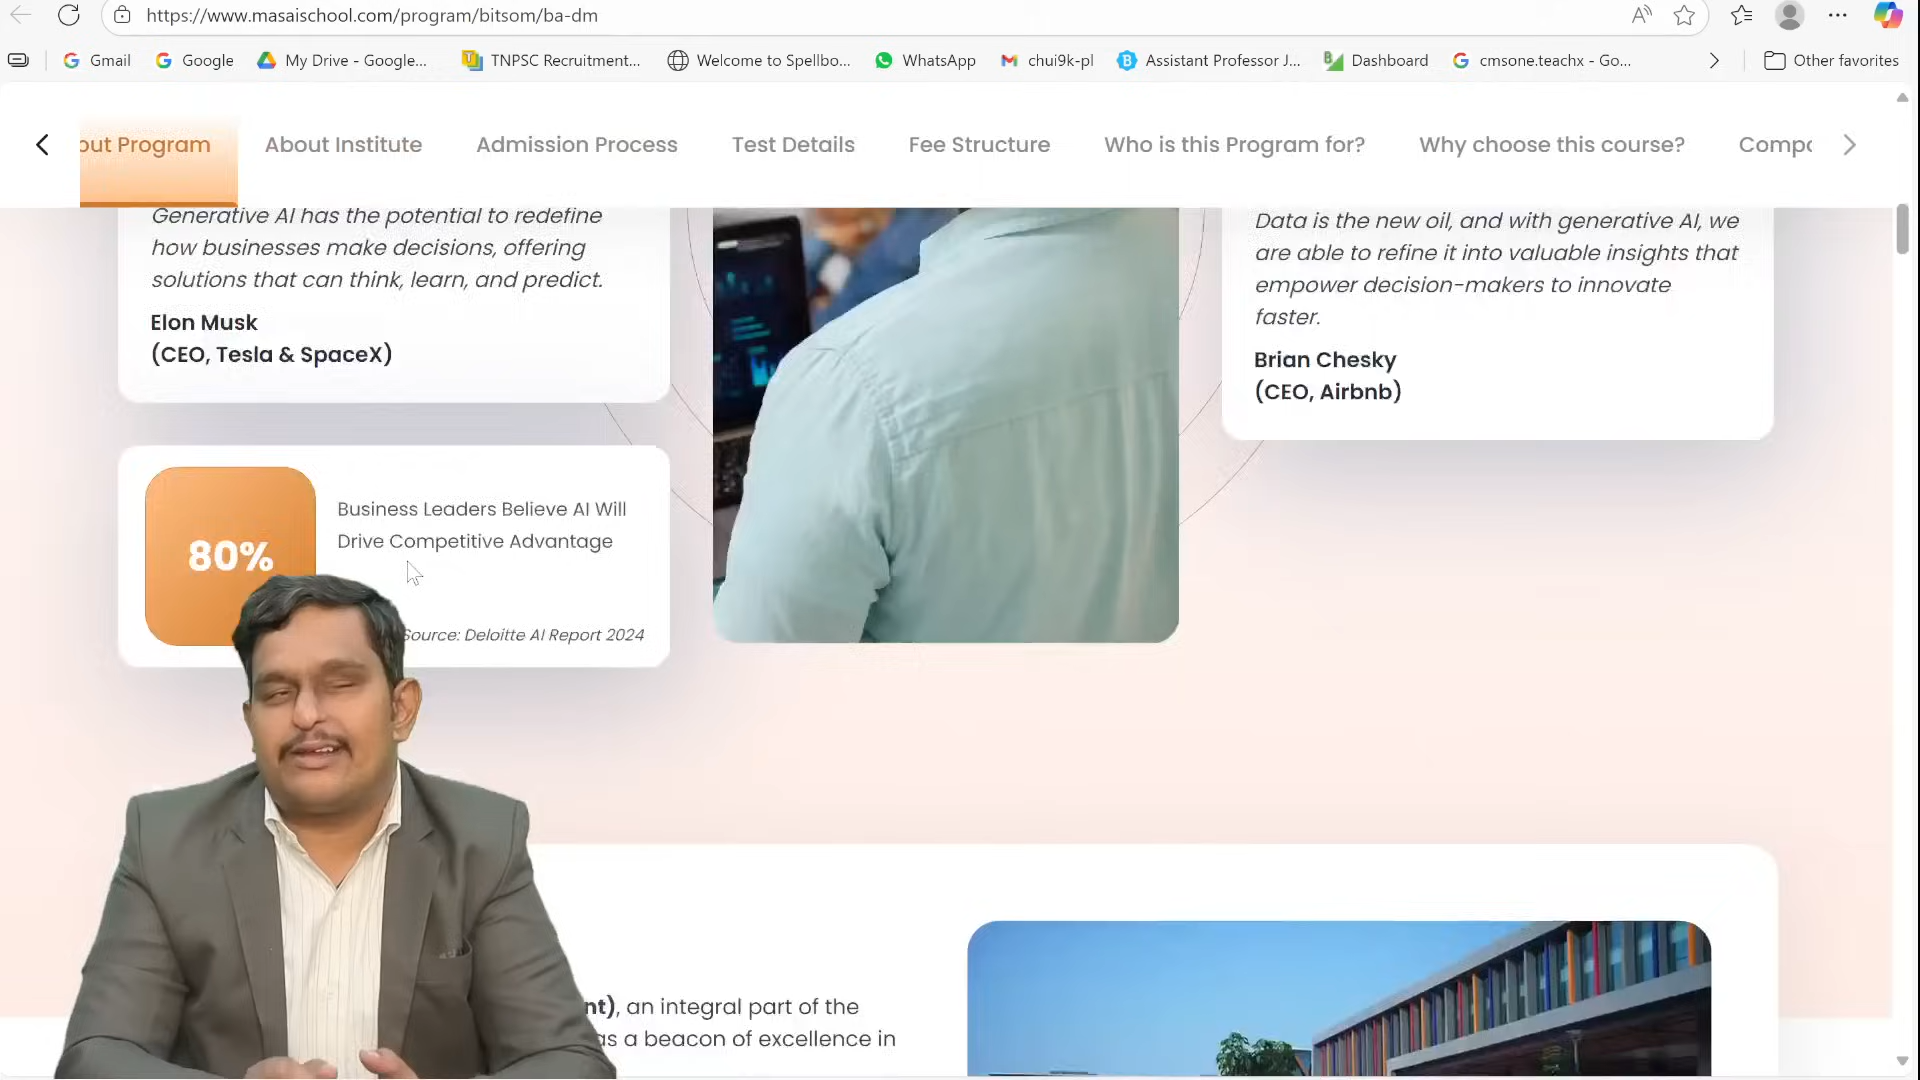 https://www.masaischool.com/program/bitsom/ba-dm
Gmail
Google
My Drive - Google...
TNPSC Recruitment...
Welcome to Spellbo...
WhatsApp
chui9k-pl
Assistant Professor J...
Dashboard
cmsone.teachx - Go...
Other favorites
out Program
About Institute
Admission Process
Test Details
Fee Structure
Who is this Program for?
Why choose this course?
Compa
Generative AI has the potential to redefine
how businesses make decisions, offering
solutions that can think, learn, and predict.
Elon Musk
(CEO, Tesla & SpaceX)
Data is the new oil, and with generative AI, we
are able to refine it into valuable insights that
empower decision-makers to innovate
faster.
Brian Chesky
(CEO, Airbnb)
80%
Business Leaders Believe AI Will
Drive Competitive Advantage
Source: Deloitte AI Report 2024
nt), an integral part of the
as a beacon of excellence in